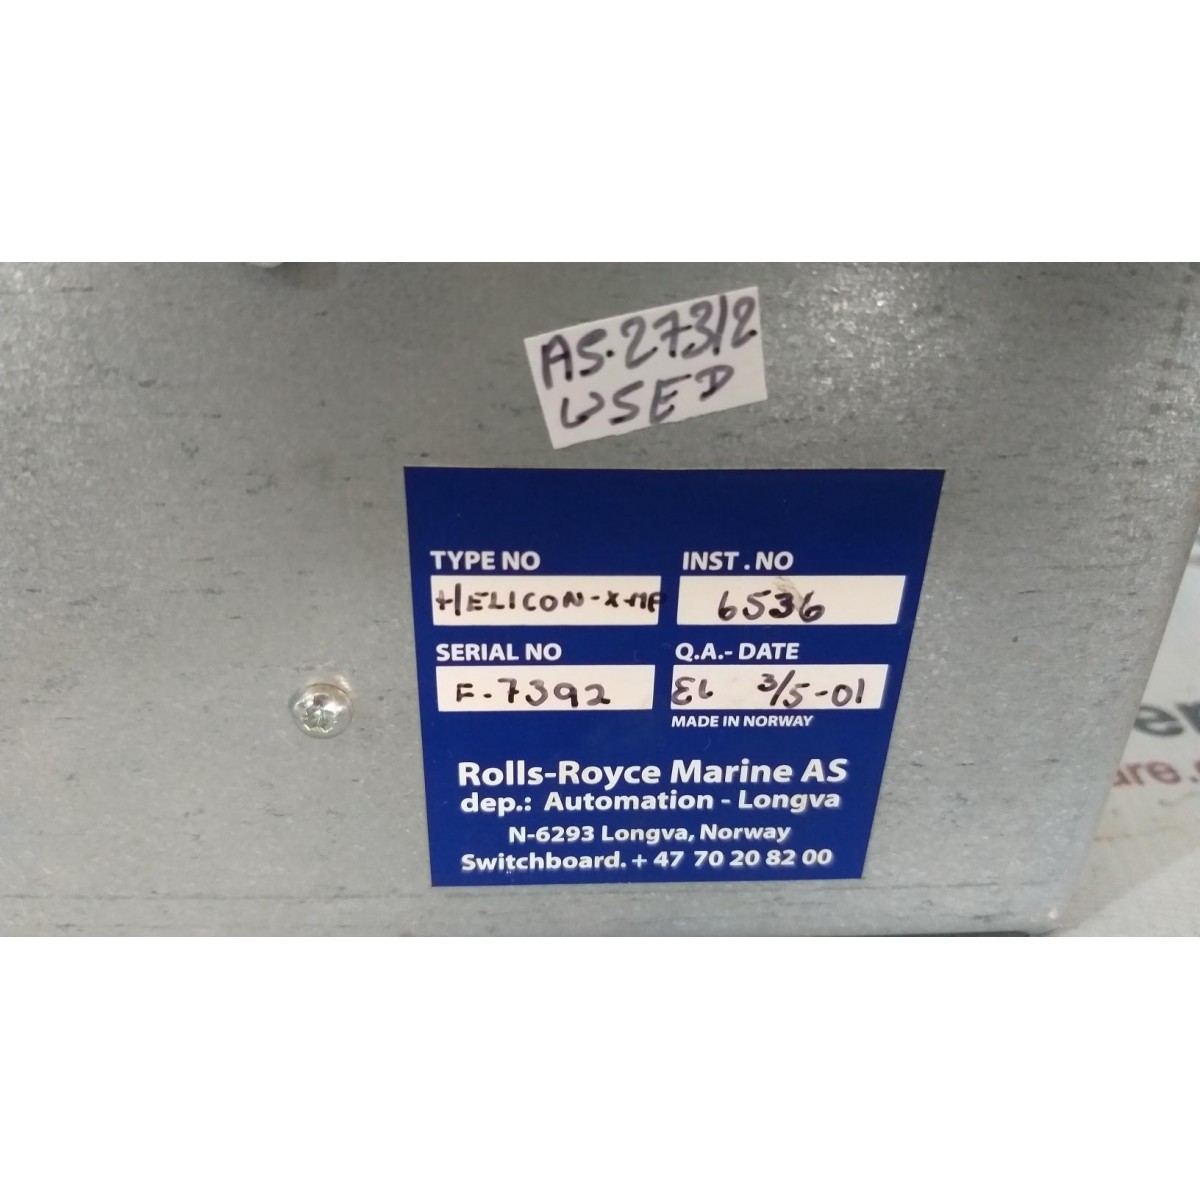 AS.273/2
USED
TYPE NO INST . NO
HELICON-X-MP 6536
SERIAL NO Q.A.- DATE
F-7392 EL 3/5-01
MADE IN NORWAY
Rolls-Royce Marine AS
dep.: Automation - Longva
N-6293 Longva, Norway
Switchboard. + 47 70 20 82 00